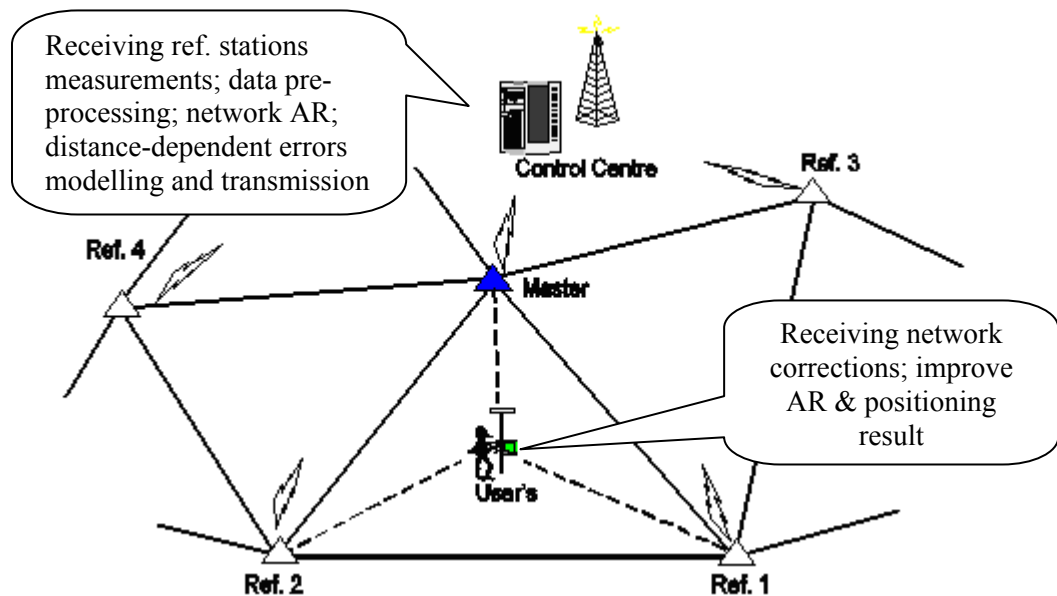 Receiving ref. stations
measurements; data pre-
processing; network AR;
distance-dependent errors
modelling and transmission
Control Centre
Ref. 3
Ref. 4
Master
Receiving network
corrections; improve
AR & positioning
result
User's
Ref. 2
Ref. 1